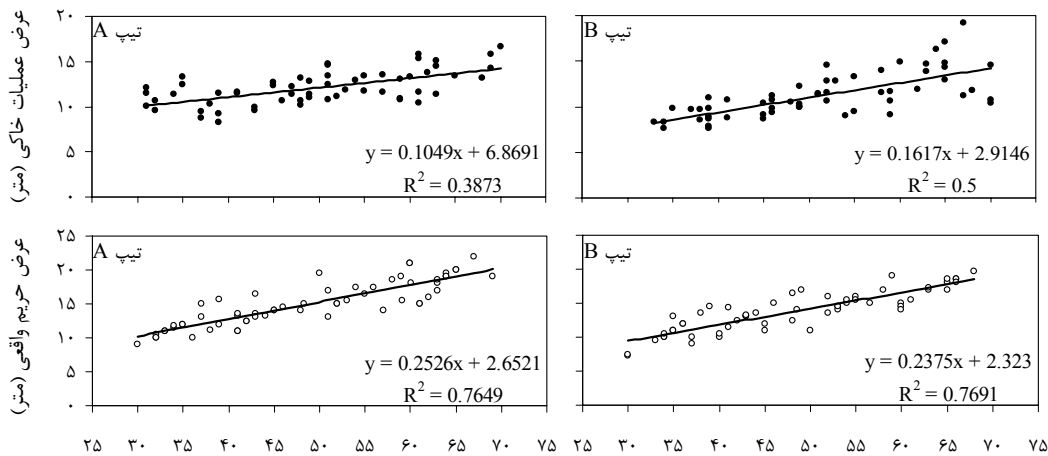 عرض عملیات خاکی (متر)
۲۰
۱۵
۱۰
۵
۰
تیپ A
y = 0.1049x + 6.8691
R² = 0.3873
تیپ B
y = 0.1617x + 2.9146
R² = 0.5
عرض حریم واقعی (متر)
۲۵
۲۰
۱۵
۱۰
۵
۰
تیپ A
y = 0.2526x + 2.6521
R² = 0.7649
تیپ B
y = 0.2375x + 2.323
R² = 0.7691
۲۵ ۳۰ ۳۵ ۴۰ ۴۵ ۵۰ ۵۵ ۶۰ ۶۵ ۷۰ ۷۵
۲۵ ۳۰ ۳۵ ۴۰ ۴۵ ۵۰ ۵۵ ۶۰ ۶۵ ۷۰ ۷۵